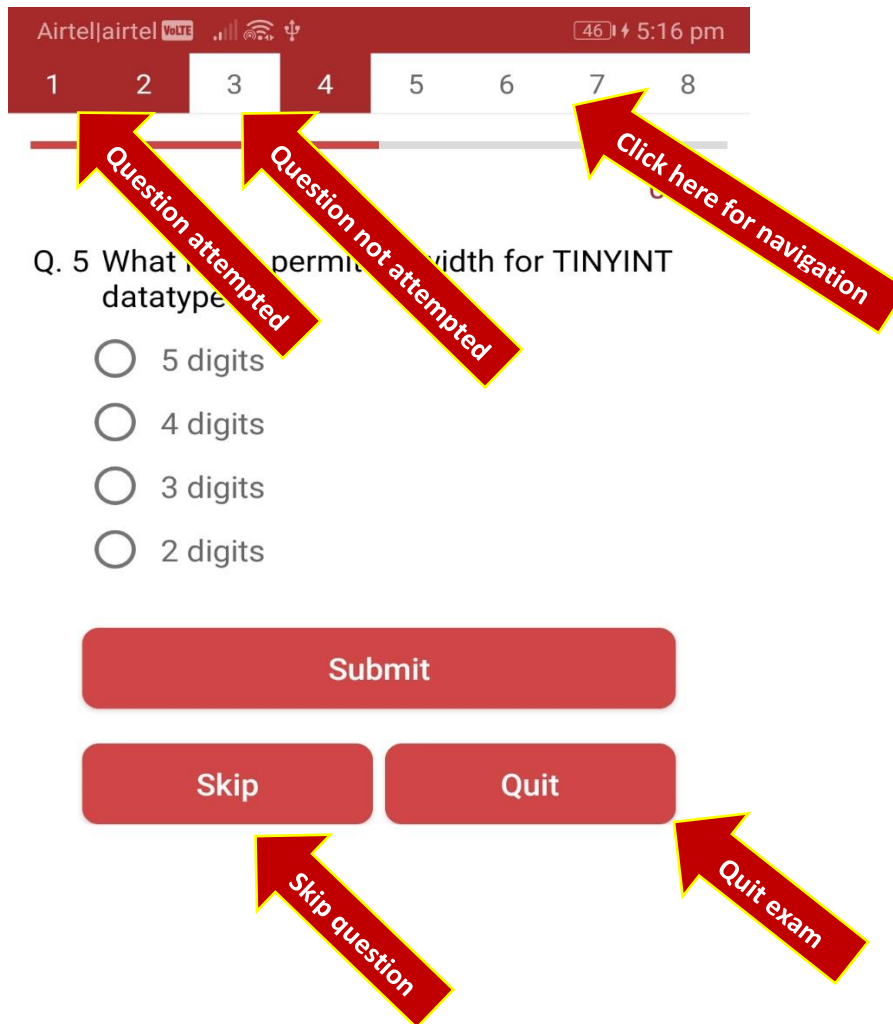 Airtel|airtel VoLTE 46 5:16 pm
1 2 3 4 5 6 7 8
Question attempted
Question not attempted
Click here for navigation
Q. 5 What permit width for TINYINT
datatype
5 digits
4 digits
3 digits
2 digits
Submit
Skip Quit
Skip question
Quit exam